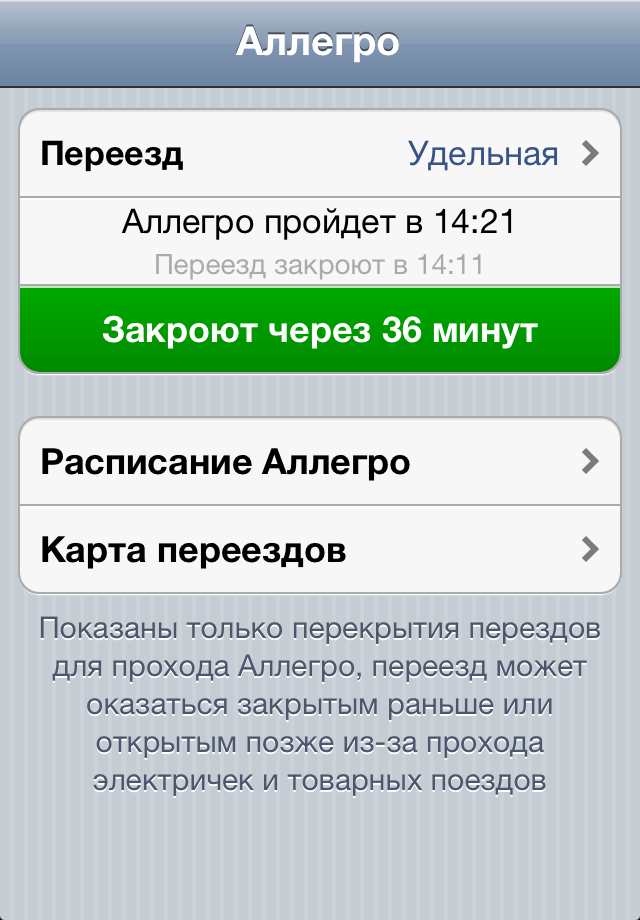 Аллегро
Переезд Удельная
Аллегро пройдет в 14:21
Переезд закроют в 14:11
Закроют через 36 минут
Расписание Аллегро
Карта переездов
Показаны только перекрытия перездов
для прохода Аллегро, переезд может
оказаться закрытым раньше или
открытым позже из-за прохода
электричек и товарных поездов